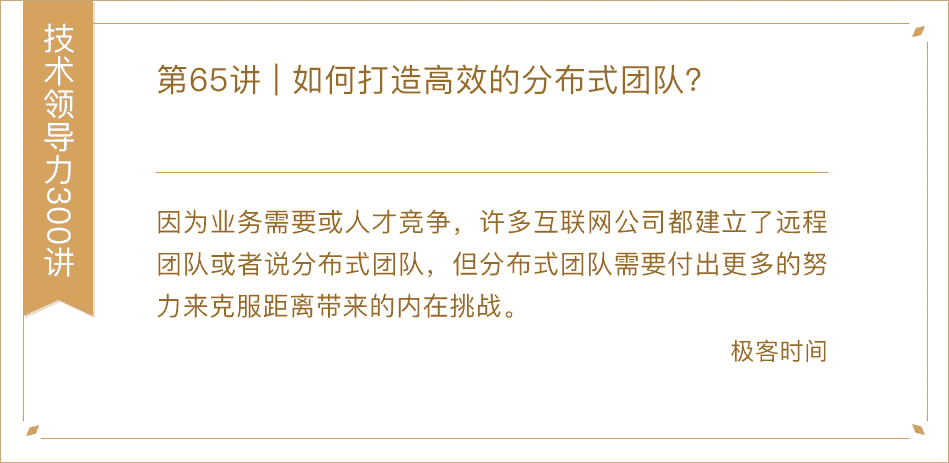 技术领导力300讲
第65讲 | 如何打造高效的分布式团队？
因为业务需要或人才竞争，许多互联网公司都建立了远程
团队或者说分布式团队，但分布式团队需要付出更多的努
力来克服距离带来的内在挑战。
极客时间